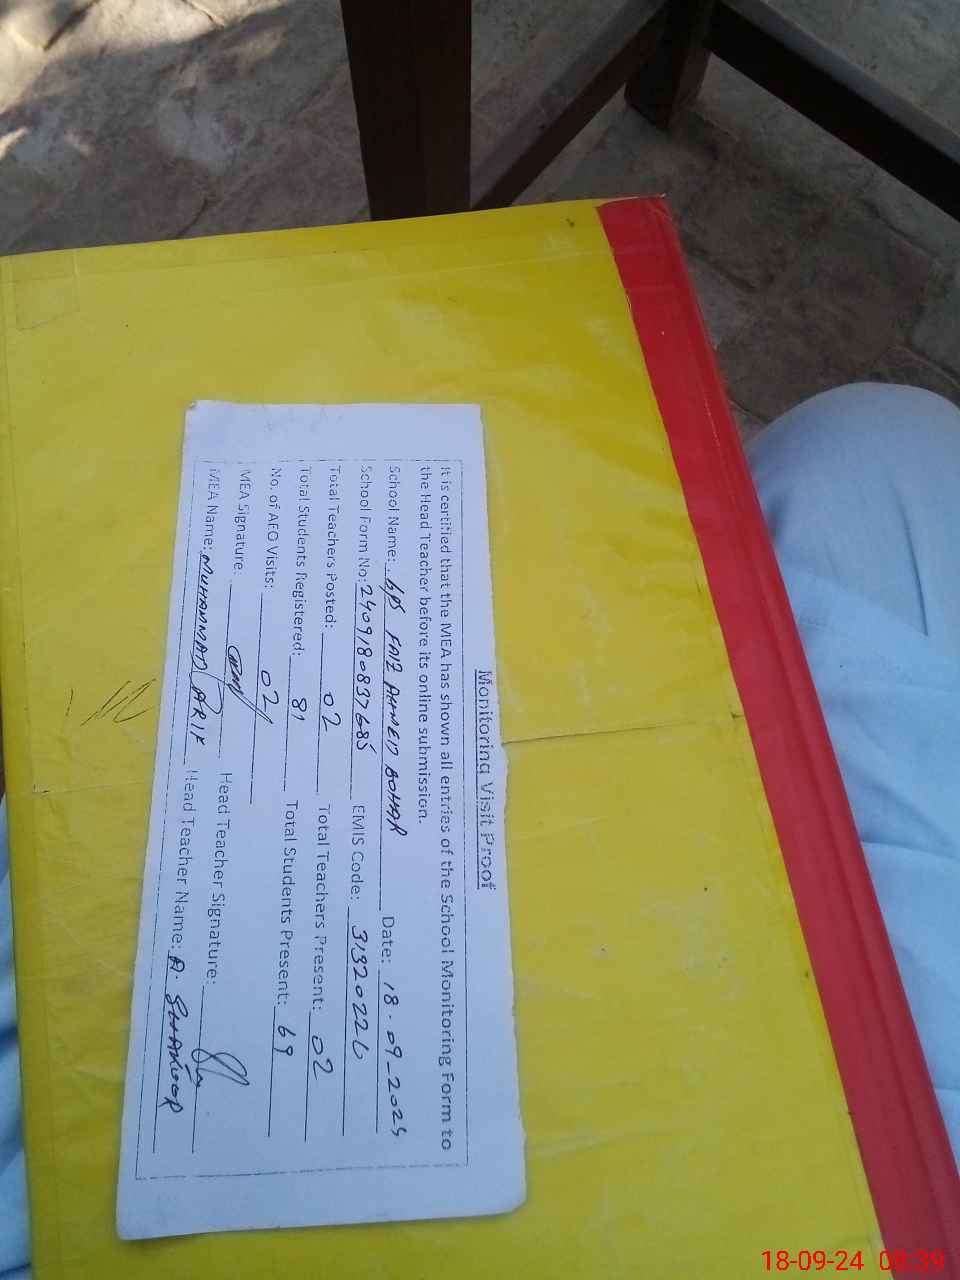 Monitoring Visit Proof
It is certified that the MEA has shown all entries of the School Monitoring Form to
the Head Teacher before its online submission.
School Name: GPS FAIZ AHMED BOHAR Date: 18-09-2024
School Form No: 24091808837685 EMIS Code: 31320226
Total Teachers Posted: 02 Total Teachers Present: 02
Total Students Registered: 81 Total Students Present: 69
No. of AEO Visits: 02
MEA Signature: Head Teacher Signature:
MEA Name: MUHAMMAD ARIF Head Teacher Name: A. SHAKOOR
18-09-24 08:39